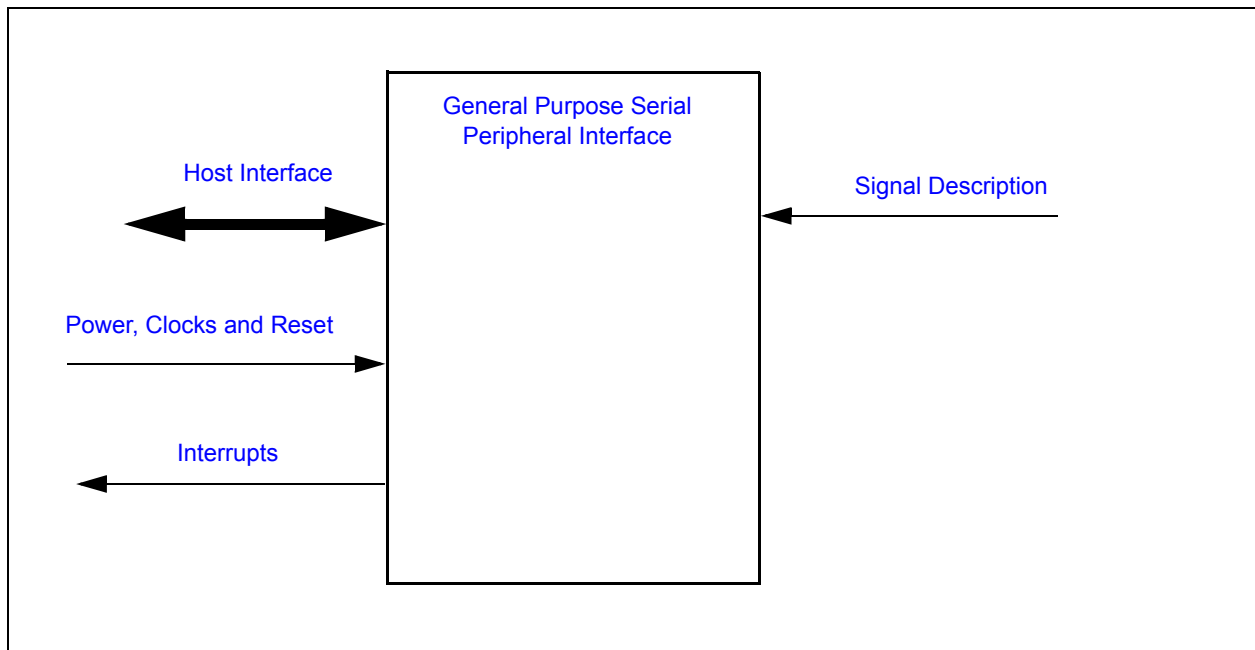 General Purpose Serial
Peripheral Interface
Host Interface
Signal Description
Power, Clocks and Reset
Interrupts